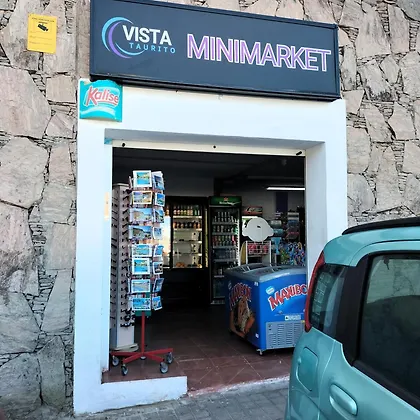 VISTA
TAURITO
MINIMARKET
Kalise
MAXIBON